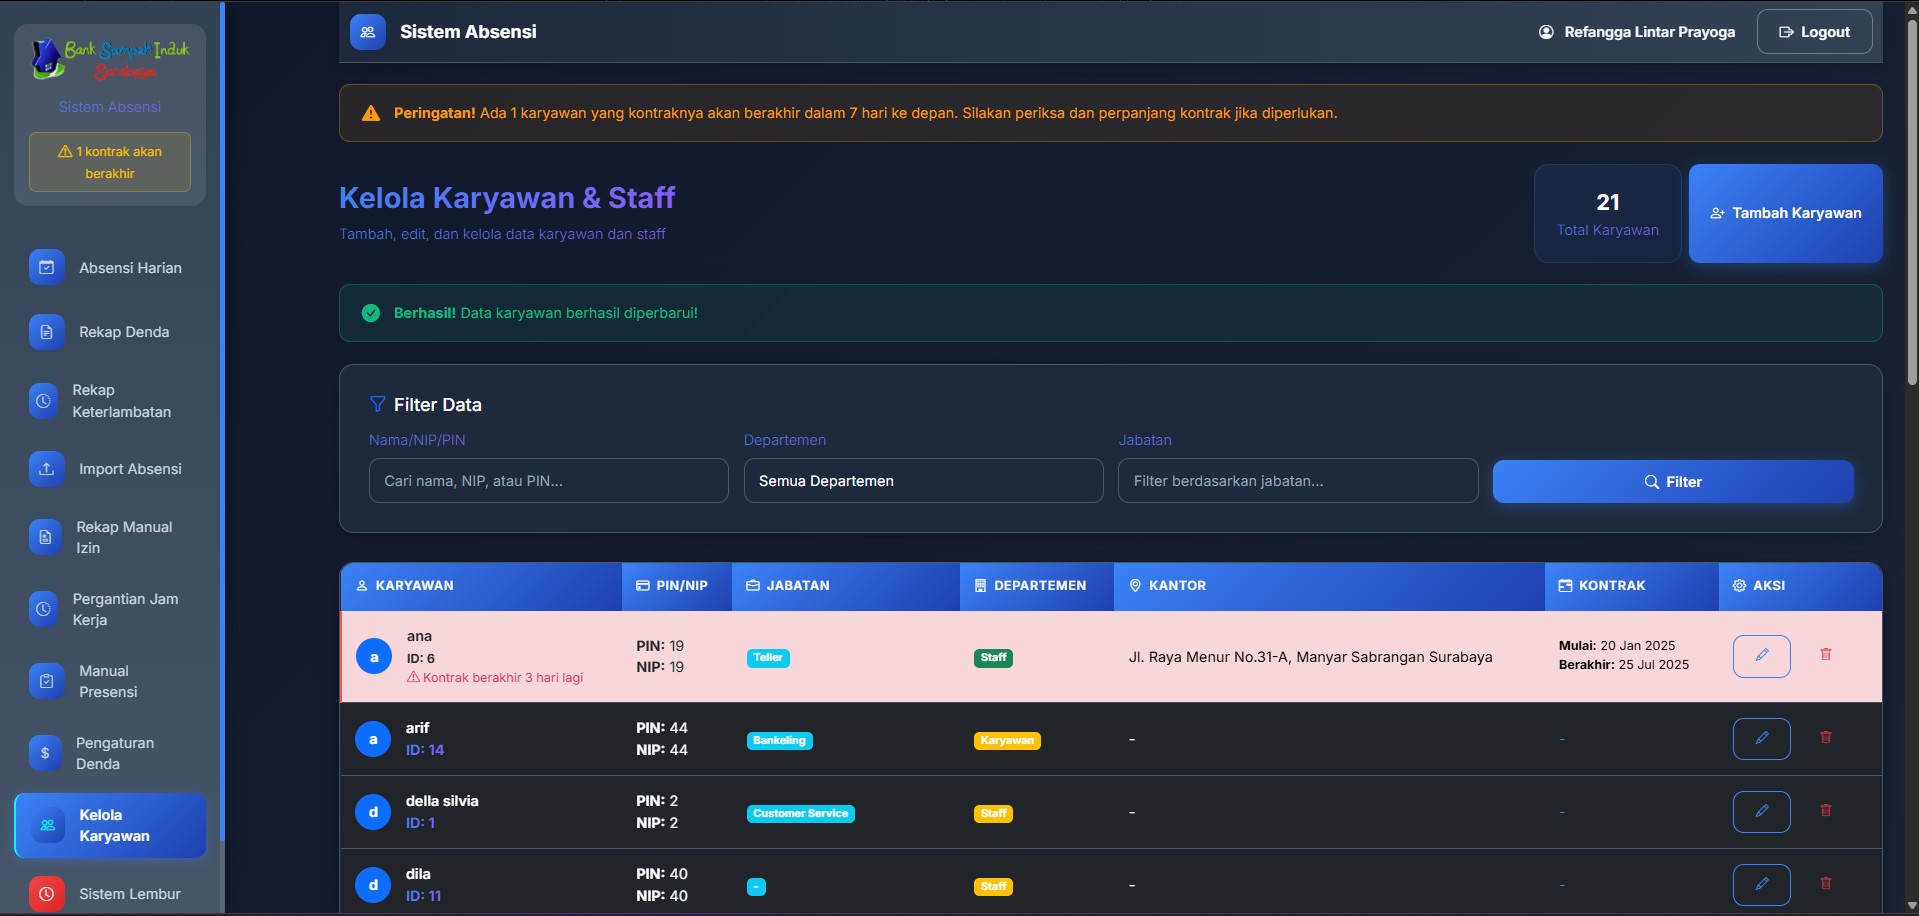 Bank Sampah Induk
Surabaya
Sistem Absensi
1 kontrak akan
berakhir
Absensi Harian
Rekap Denda
Rekap
Keterlambatan
Import Absensi
Rekap Manual
Izin
Pergantian Jam
Kerja
Manual
Presensi
$
Pengaturan
Denda
Kelola
Karyawan
Sistem Lembur
Sistem Absensi
Refangga Lintar Prayoga
Logout
Peringatan! Ada 1 karyawan yang kontraknya akan berakhir dalam 7 hari ke depan. Silakan periksa dan perpanjang kontrak jika diperlukan.
Kelola Karyawan & Staff
Tambah, edit, dan kelola data karyawan dan staff
21
Total Karyawan
Tambah Karyawan
Berhasil! Data karyawan berhasil diperbarui!
Filter Data
Nama/NIP/PIN
Departemen
Jabatan
Cari nama, NIP, atau PIN...
Semua Departemen
Filter berdasarkan jabatan...
Filter
KARYAWAN PIN/NIP JABATAN DEPARTEMEN KANTOR KONTRAK AKSI
a
ana
ID: 6
Kontrak berakhir 3 hari lagi
PIN: 19
NIP: 19
Teller
Staff
Jl. Raya Menur No.31-A, Manyar Sabrangan Surabaya
Mulai: 20 Jan 2025
Berakhir: 25 Jul 2025
a
arif
ID: 14
PIN: 44
NIP: 44
Bankeling
Karyawan
-
-
d
della silvia
ID: 1
PIN: 2
NIP: 2
Customer Service
Staff
-
-
d
dila
ID: 11
PIN: 40
NIP: 40
-
Staff
-
-